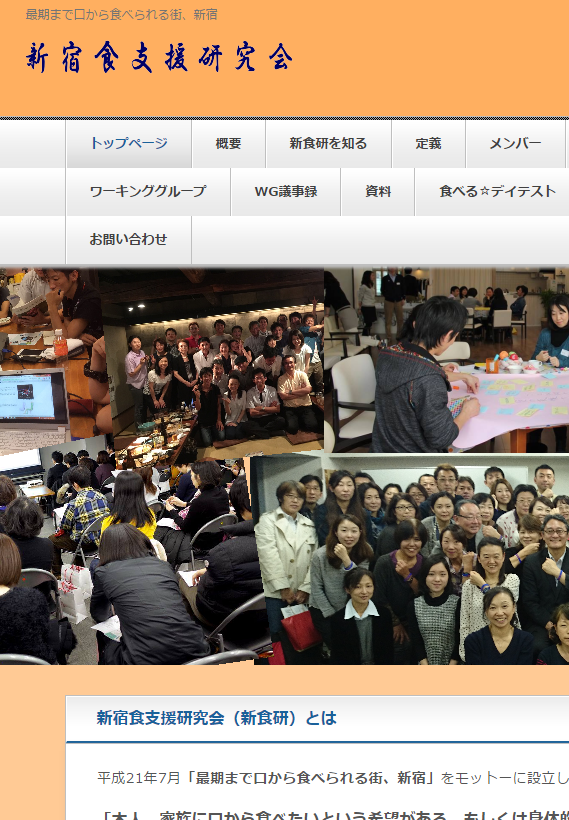 最期まで口から食べられる街、新宿
新宿食支援研究会
トップページ 概要 新食研を知る 定義 メンバー
ワーキンググループ WG議事録 資料 食べる☆デイテスト
お問い合わせ
新宿食支援研究会（新食研）とは
平成21年7月「最期まで口から食べられる街、新宿」をモットーに設立し
「本人、家族に口から食べたいという希望がある、もしくは身体的